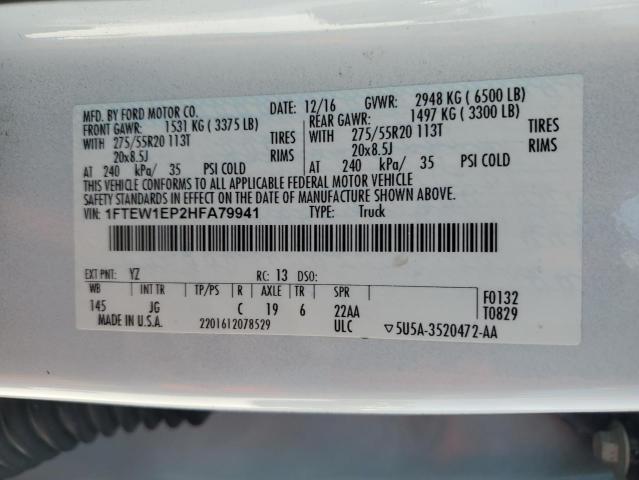 MFD. BY FORD MOTOR CO. DATE: 12/16 GVWR: 2948 KG ( 6500 LB)
FRONT GAWR: 1531 KG ( 3375 LB) REAR GAWR: 1497 KG ( 3300 LB)
WITH 275/55R20 113T TIRES WITH 275/55R20 113T TIRES
20x8.5J RIMS 20x8.5J RIMS
AT 240 kPa/ 35 PSI COLD AT 240 kPa/ 35 PSI COLD
THIS VEHICLE CONFORMS TO ALL APPLICABLE FEDERAL MOTOR VEHICLE
SAFETY STANDARDS IN EFFECT ON THE DATE OF MANUFACTURE SHOWN ABOVE.
VIN: 1FTEW1EP2HFA79941 TYPE: Truck
EXT PNT: YZ RC: 13 DSO:
WB INT TR TP/PS R AXLE TR SPR F0132
145 JG C 19 6 22AA T0829
MADE IN U.S.A. 2201612078529 ULC ▽5U5A-3520472-AA